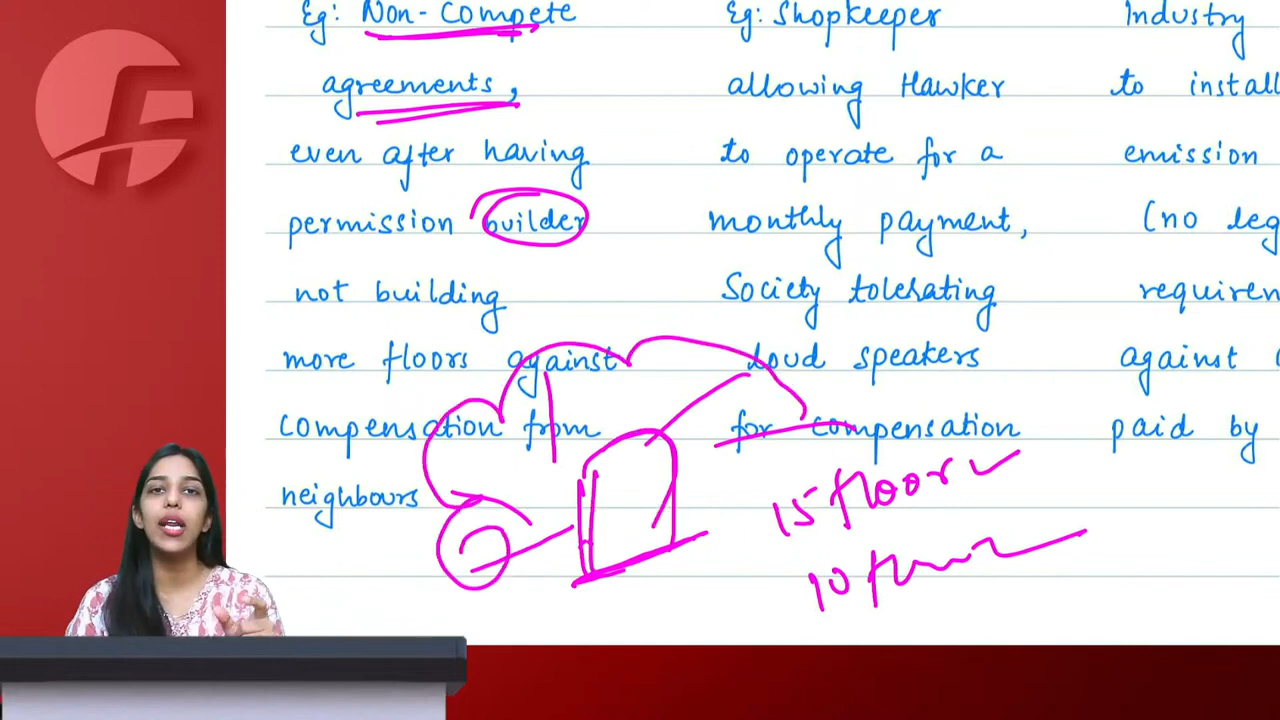 Eg: Non-Compete
agreements,
even after having
permission builder
not building
more floors against
compensation from
neighbours
Eg: Shopkeeper
allowing Hawker
to operate for a
monthly payment,
Society tolerating
loud speakers
for compensation
15 floor
10
Industry
to install
emission
(no leg
requiren
against
paid by